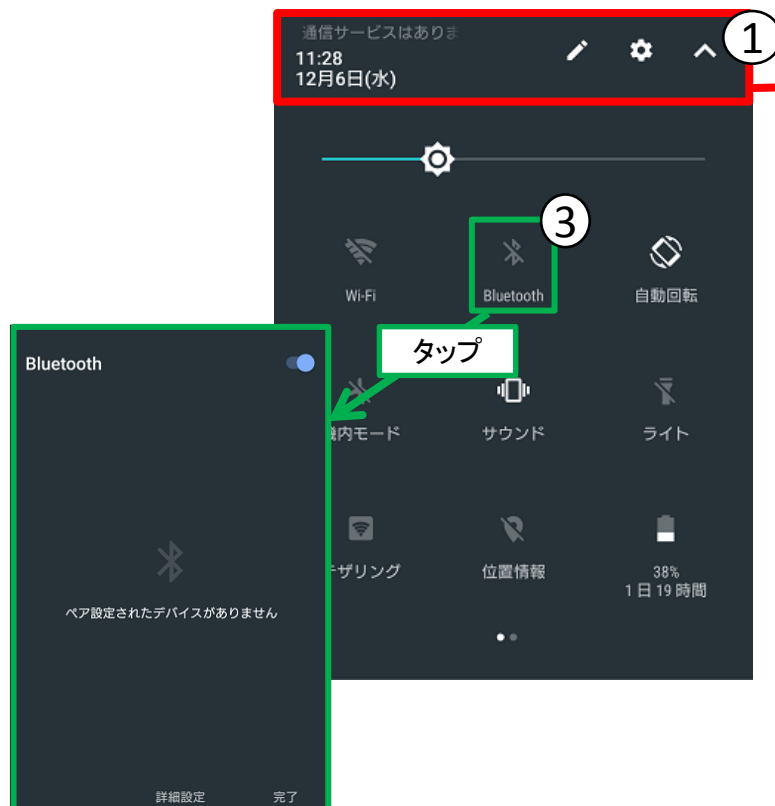 通信サービスはありま
①
11:28
12月6日(水)
③
Wi-Fi
Bluetooth
自動回転
タップ
Bluetooth
機内モード
サウンド
ライト
テザリング
位置情報
38%
1日19時間
ペア設定されたデバイスがありません
詳細設定
完了